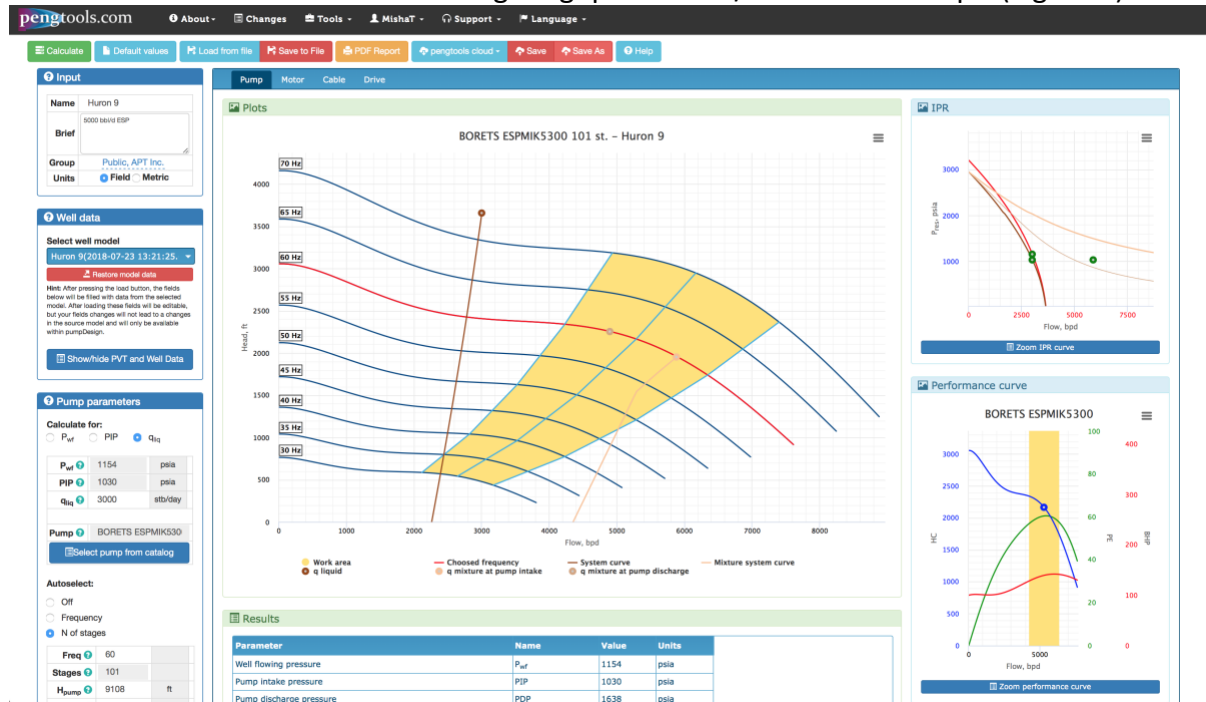 pengtools.com
About
Changes
Tools
MishaT
Support
Language
Calculate
Default values
Load from file
Save to File
PDF Report
pengtools cloud
Save
Save As
Help
Input
Name Huron 9
Brief 5000 bbl/d ESP
Group Public, APT Inc.
Units Field Metric
Well data
Select well model
Huron 9(2018-07-23 13:21:25.
Restore model data
Hint: After pressing the load button, the fields
below will be filled with data from the selected
model. After loading these fields will be editable,
but your fields changes will not lead to a changes
in the source model and will only be available
within pumpDesign.
Show/hide PVT and Well Data
Pump parameters
Calculate for:
Pwf PIP qliq
Pwf 1154 psia
PIP 1030 psia
qliq 3000 stb/day
Pump BORETS ESPMIK530
Select pump from catalog
Autoselect:
Off
Frequency
N of stages
Freq 60
Stages 101
Hpump 9108 ft
Pump Motor Cable Drive
Plots
BORETS ESPMIK5300 101 st. – Huron 9
70 Hz
65 Hz
60 Hz
55 Hz
50 Hz
45 Hz
40 Hz
35 Hz
30 Hz
Head, ft
4000
3500
3000
2500
2000
1500
1000
500
0
0 1000 2000 3000 4000 5000 6000 7000 8000
Flow, bpd
Work area
Choosed frequency
System curve
Mixture system curve
q liquid
q mixture at pump intake
q mixture at pump discharge
Results
Parameter Name Value Units
Well flowing pressure Pwf 1154 psia
Pump intake pressure PIP 1030 psia
Pump discharge pressure PDP 1638 psia
IPR
Pres, psia
3000
2000
1000
0 2500 5000 7500
Flow, bpd
Zoom IPR curve
Performance curve
BORETS ESPMIK5300
HC
3000
2500
2000
1500
1000
500
0
100
80
60
40
20
0
PE
400
300
200
100
0
BHP
0 5000
Flow, bpd
Zoom performance curve